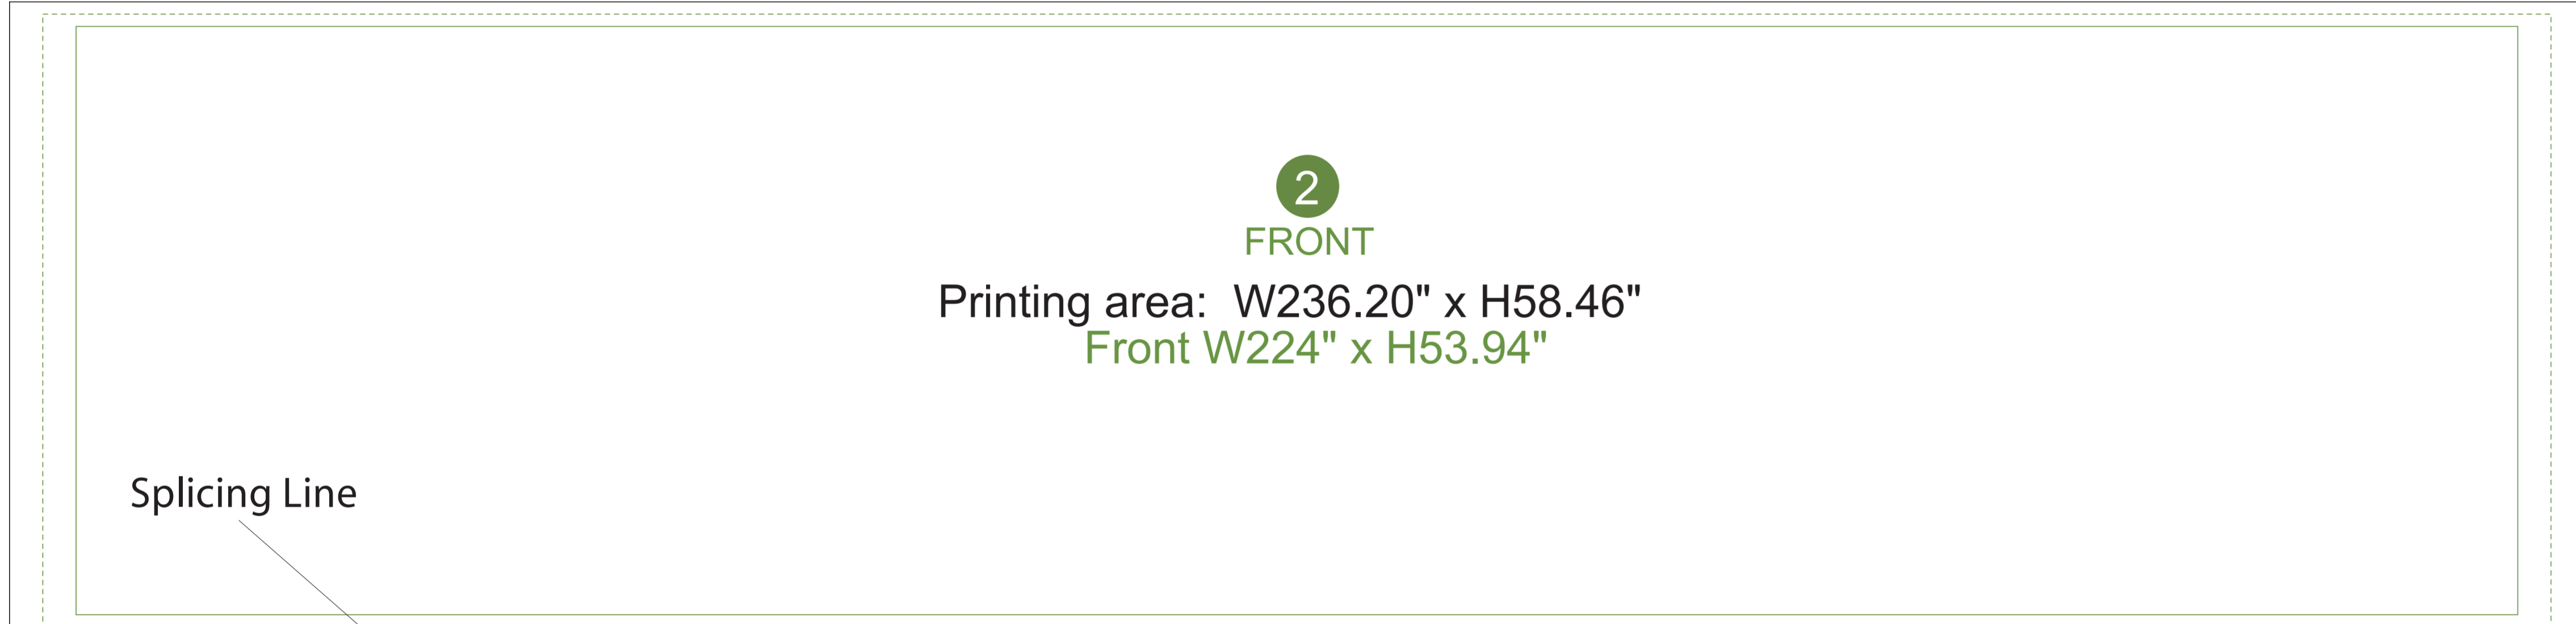 2
FRONT
Printing area:  W236.20" x H58.46"
Front W224" x H53.94"
Splicing Line